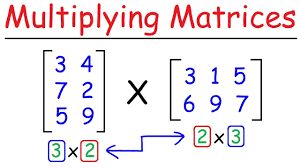 Multiplying Matrices
3 4
7 2
5 9
X
3 1 5
6 9 7
3 x 2
2 x 3